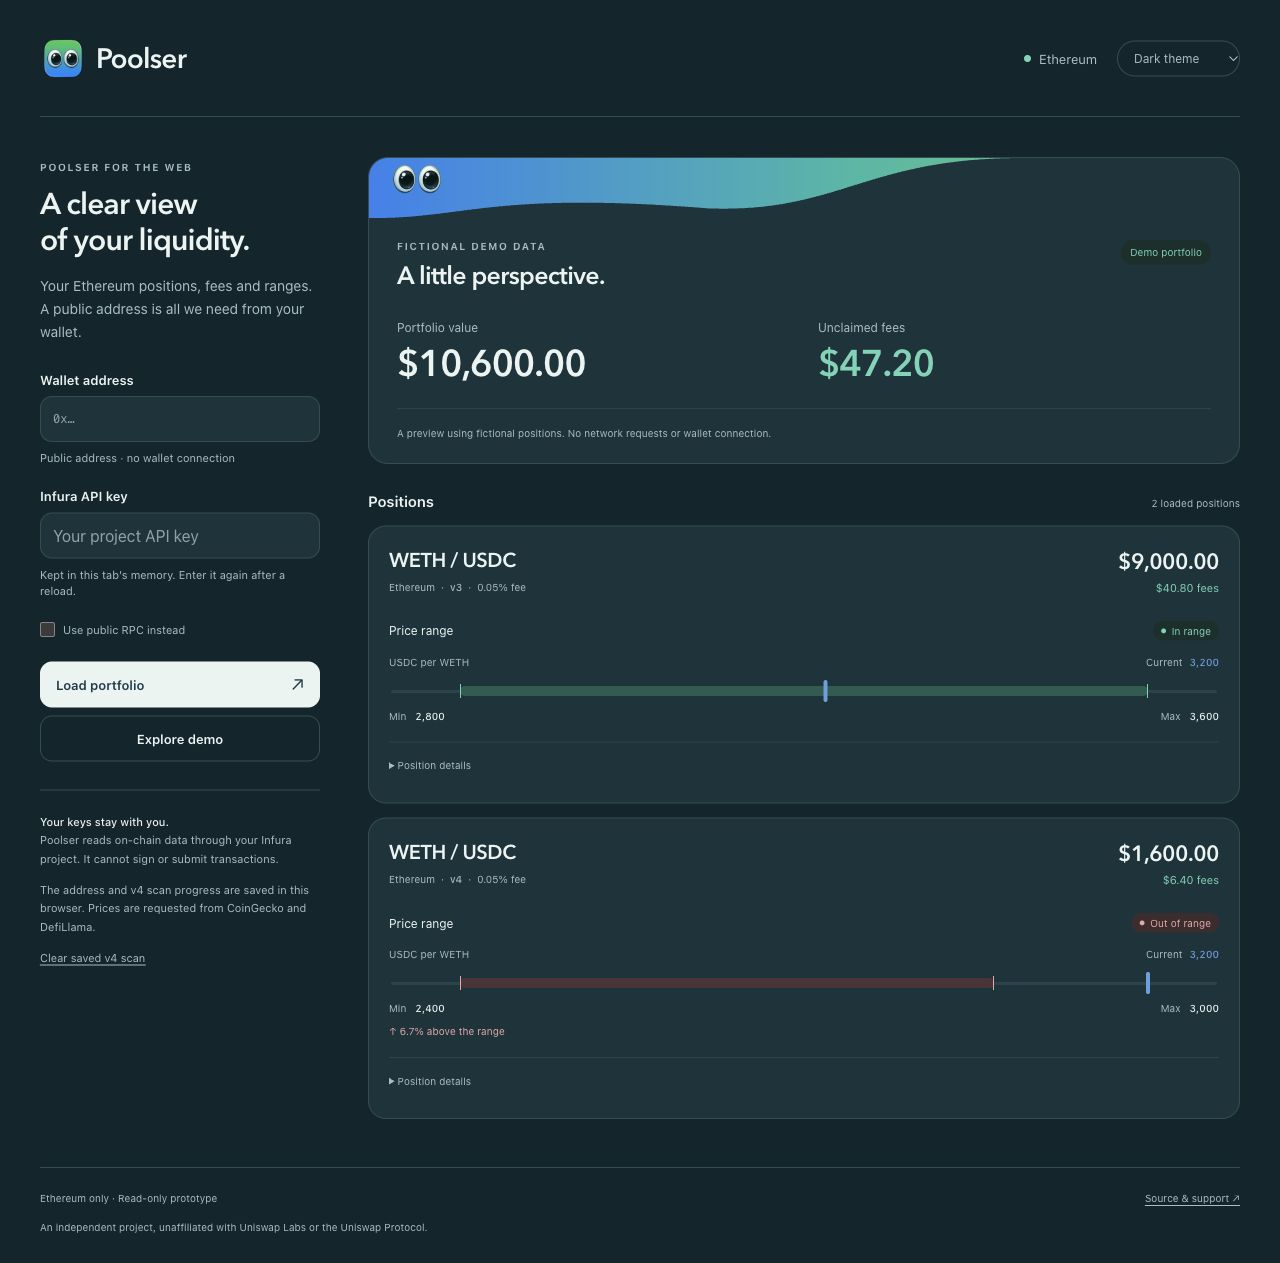 Poolser
Ethereum
Dark theme
POOLSER FOR THE WEB
A clear view
of your liquidity.
Your Ethereum positions, fees and ranges.
A public address is all we need from your
wallet.
Wallet address
0x…
Public address · no wallet connection
Infura API key
Your project API key
Kept in this tab's memory. Enter it again after a
reload.
Use public RPC instead
Load portfolio
Explore demo
Your keys stay with you.
Poolser reads on-chain data through your Infura
project. It cannot sign or submit transactions.
The address and v4 scan progress are saved in this
browser. Prices are requested from CoinGecko and
DefiLlama.
Clear saved v4 scan
FICTIONAL DEMO DATA
Demo portfolio
A little perspective.
Portfolio value
$10,600.00
Unclaimed fees
$47.20
A preview using fictional positions. No network requests or wallet connection.
Positions
2 loaded positions
WETH / USDC
$9,000.00
Ethereum · v3 · 0.05% fee
$40.80 fees
Price range
In range
USDC per WETH
Current 3,200
Min 2,800
Max 3,600
Position details
WETH / USDC
$1,600.00
Ethereum · v4 · 0.05% fee
$6.40 fees
Price range
Out of range
USDC per WETH
Current 3,200
Min 2,400
Max 3,000
↑ 6.7% above the range
Position details
Ethereum only · Read-only prototype
Source & support ↗
An independent project, unaffiliated with Uniswap Labs or the Uniswap Protocol.